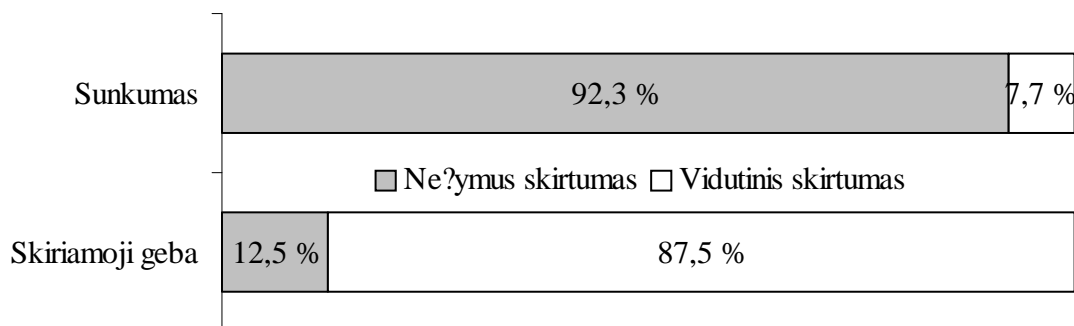 Sunkumas
92,3 %
7,7 %
Ne?ymus skirtumas Vidutinis skirtumas
Skiriamoji geba
12,5 %
87,5 %